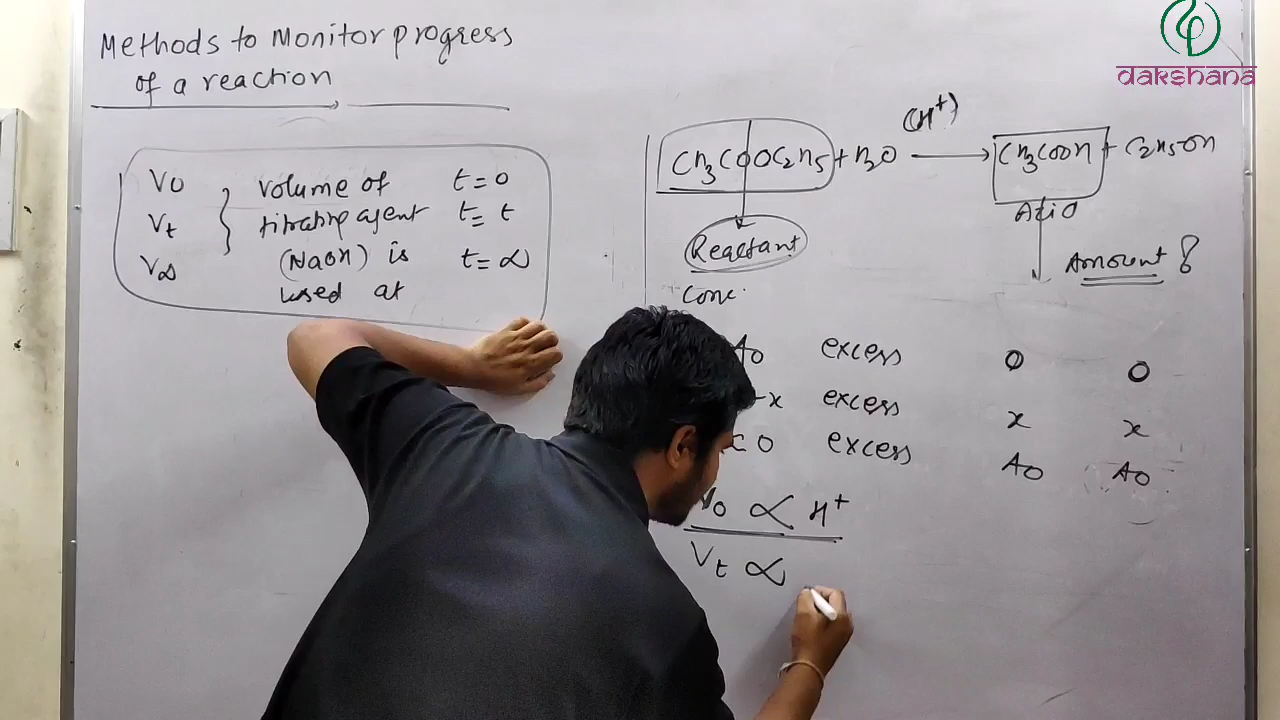 Methods to Monitor progress
of a reaction
dakshana
V0 volume of t = 0
Vt titrating agent t = t
V∞ (NaOH) is t = ∞
used at
(H+)
CH3COOC2H5 + H2O → CH3COOH + C2H5OH
Acid
Reactant
Amount ?
Conc.
A0 excess 0 0
-x excess x x
≈0 excess A0 A0
V0 ∝ H+
Vt ∝